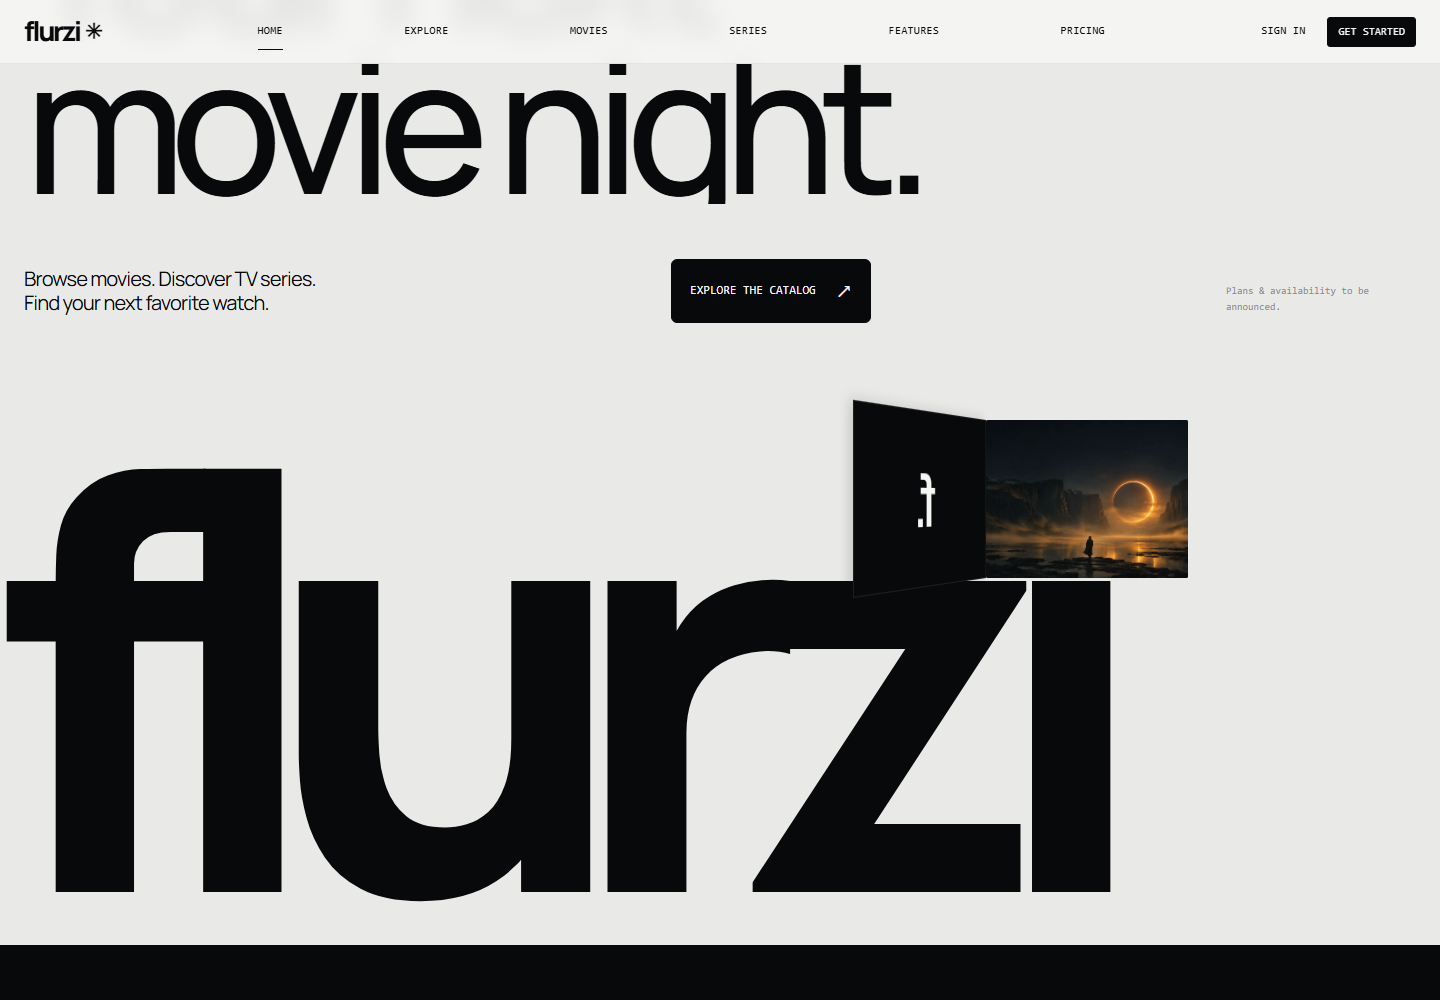 flurzi
HOME EXPLORE MOVIES SERIES FEATURES PRICING SIGN IN GET STARTED
movie night.
Browse movies. Discover TV series.
Find your next favorite watch.
EXPLORE THE CATALOG ↗
Plans & availability to be
announced.
f.
flurzi